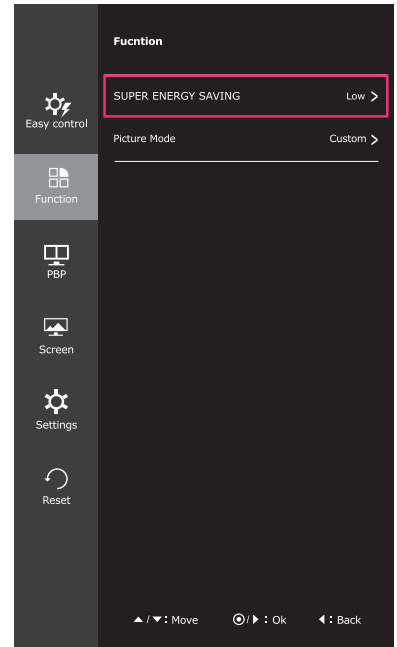 Fucntion
SUPER ENERGY SAVING Low >
Picture Mode Custom >
Easy control
Function
PBP
Screen
Settings
Reset
▲/▼: Move ⦿/▶: Ok ◀: Back